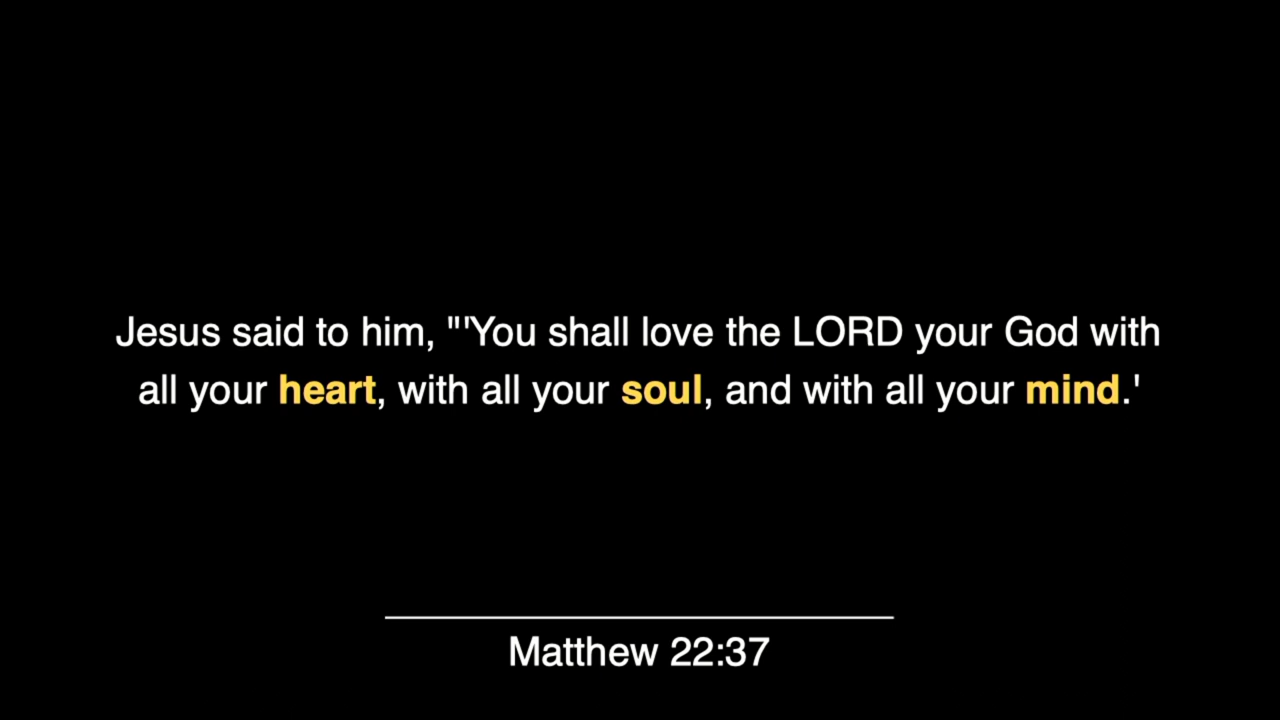 Jesus said to him, "'You shall love the LORD your God with
all your heart, with all your soul, and with all your mind.'
Matthew 22:37